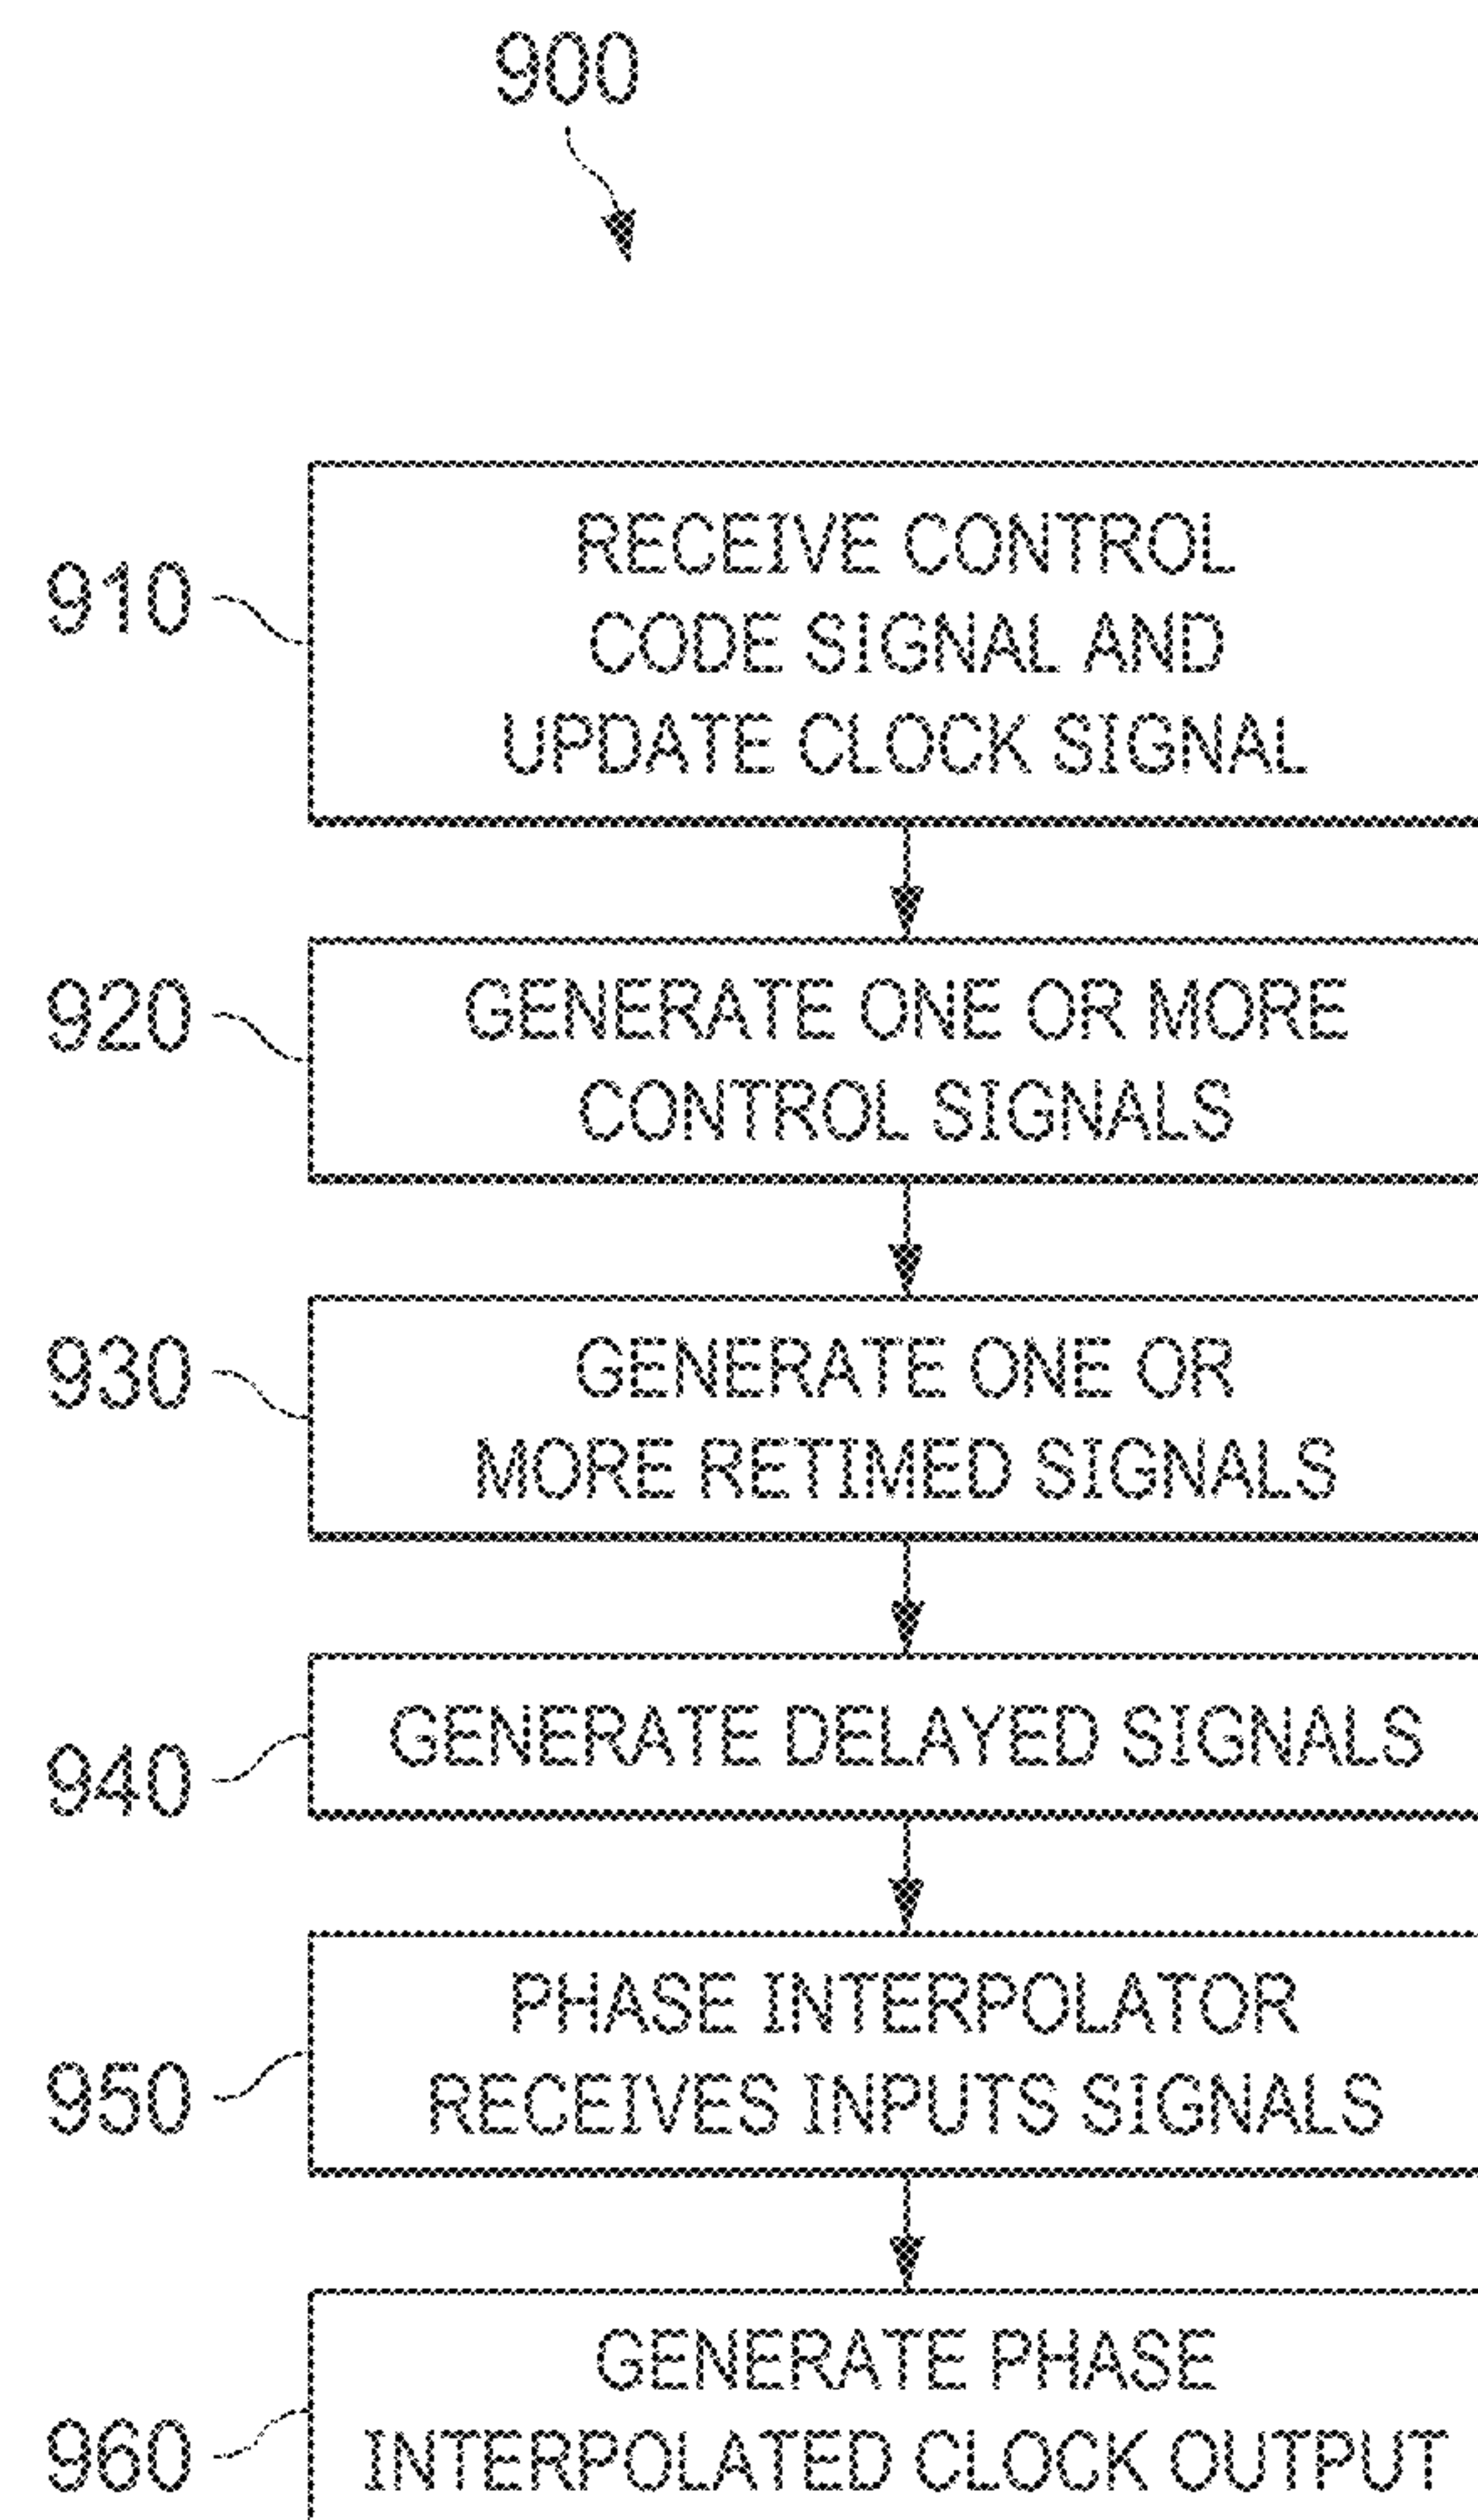 900
910
RECEIVE CONTROL
CODE SIGNAL AND
UPDATE CLOCK SIGNAL
920
GENERATE ONE OR MORE
CONTROL SIGNALS
930
GENERATE ONE OR
MORE RETIMED SIGNALS
940
GENERATE DELAYED SIGNALS
950
PHASE INTERPOLATOR
RECEIVES INPUTS SIGNALS
960
GENERATE PHASE
INTERPOLATED CLOCK OUTPUT